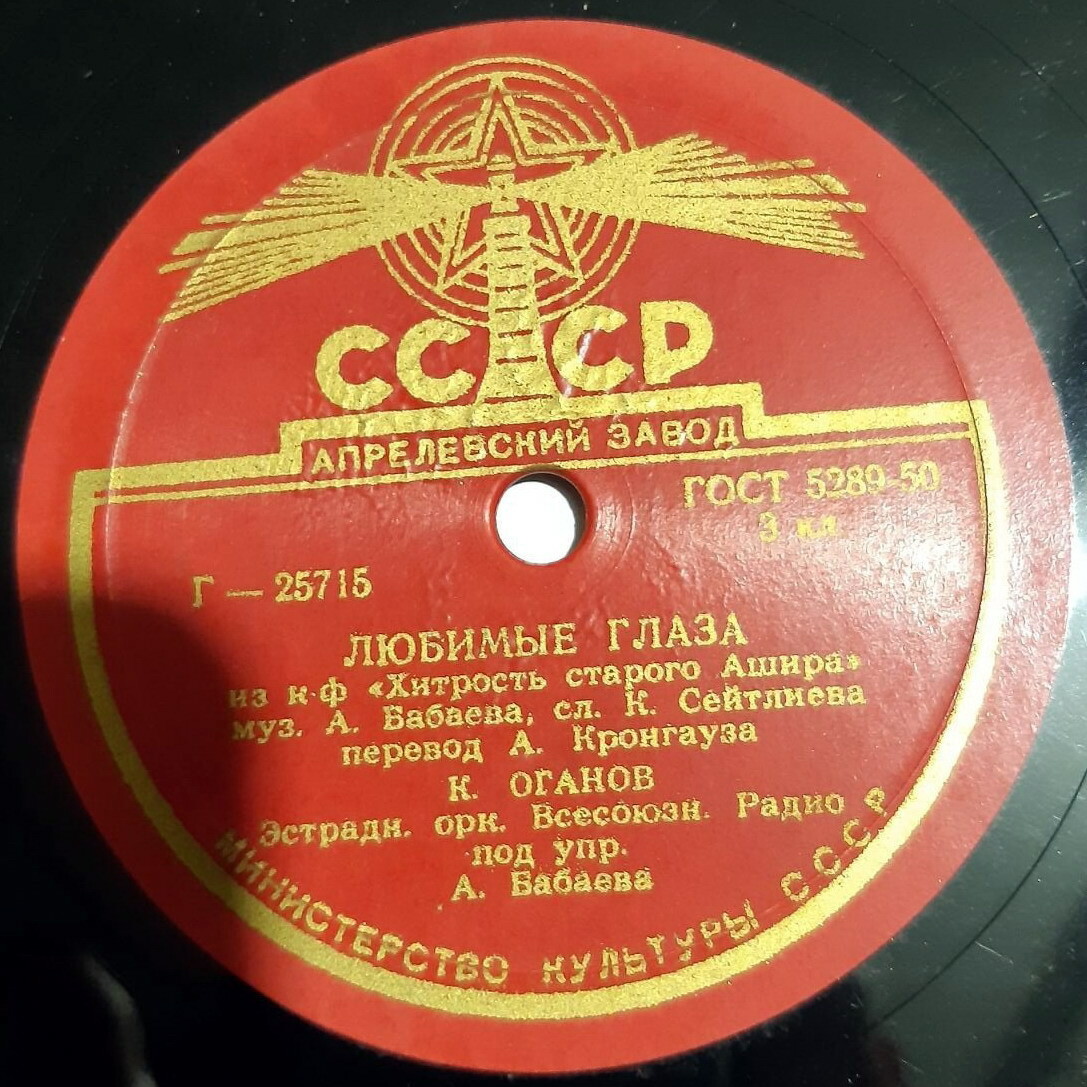 СССР
АПРЕЛЕВСКИЙ ЗАВОД
ГОСТ 5289-50
3 кл
Г — 25715
ЛЮБИМЫЕ ГЛАЗА
из к-ф «Хитрость старого Ашира»
муз. А. Бабаева, сл. К. Сейтлиева
перевод А. Кронгауза
К. ОГАНОВ
Эстрадн. орк. Всесоюзн. Радио
под упр.
А. Бабаева
МИНИСТЕРСТВО КУЛЬТУРЫ СССР